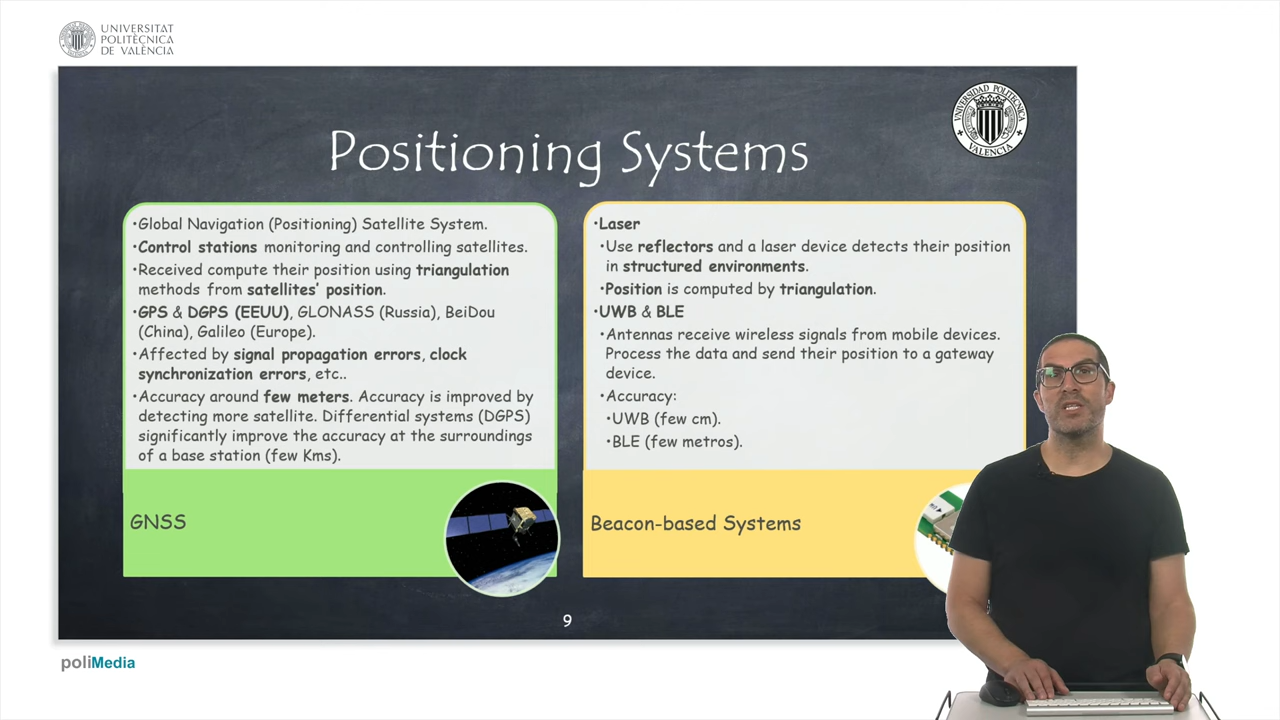 UNIVERSITAT
POLITÈCNICA
DE VALÈNCIA
UNIVERSIDAD POLITECNICA
VALENCIA
Positioning Systems
•Global Navigation (Positioning) Satellite System.
•Control stations monitoring and controlling satellites.
•Received compute their position using triangulation
methods from satellites’ position.
•GPS & DGPS (EEUU), GLONASS (Russia), BeiDou
(China), Galileo (Europe).
•Affected by signal propagation errors, clock
synchronization errors, etc..
•Accuracy around few meters. Accuracy is improved by
detecting more satellite. Differential systems (DGPS)
significantly improve the accuracy at the surroundings
of a base station (few Kms).
GNSS
•Laser
•Use reflectors and a laser device detects their position
in structured environments.
•Position is computed by triangulation.
•UWB & BLE
•Antennas receive wireless signals from mobile devices.
Process the data and send their position to a gateway
device.
•Accuracy:
•UWB (few cm).
•BLE (few metros).
Beacon-based Systems
9
poliMedia